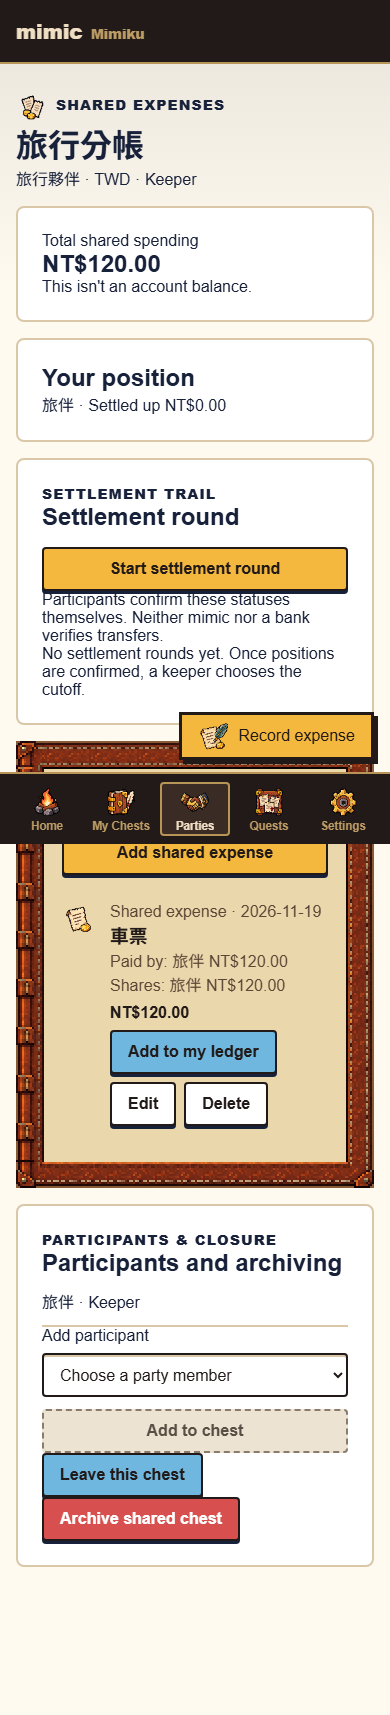 mimic Mimiku
SHARED EXPENSES
旅行分帳
旅行夥伴 · TWD · Keeper
Total shared spending
NT$120.00
This isn't an account balance.
Your position
旅伴 · Settled up NT$0.00
SETTLEMENT TRAIL
Settlement round
Start settlement round
Participants confirm these statuses
themselves. Neither mimic nor a bank
verifies transfers.
No settlement rounds yet. Once positions
are confirmed, a keeper chooses the
cutoff.
Record expense
Home My Chests Parties Quests Settings
Add shared expense
Shared expense · 2026-11-19
車票
Paid by: 旅伴 NT$120.00
Shares: 旅伴 NT$120.00
NT$120.00
Add to my ledger
Edit Delete
PARTICIPANTS & CLOSURE
Participants and archiving
旅伴 · Keeper
Add participant
Choose a party member
Add to chest
Leave this chest
Archive shared chest